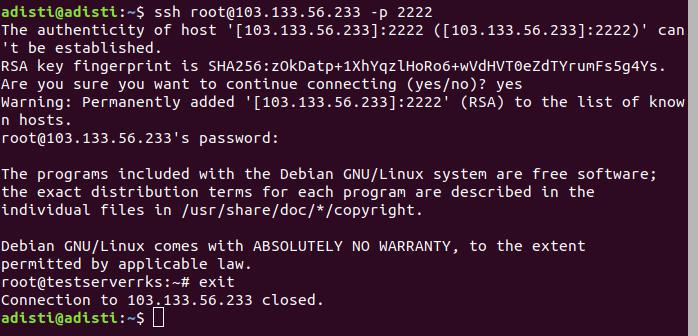 adisti@adisti:~$ ssh root@103.133.56.233 -p 2222
The authenticity of host '[103.133.56.233]:2222 ([103.133.56.233]:2222)' can
't be established.
RSA key fingerprint is SHA256:zOkDatp+1XhYqzlHoRo6+wVdHVT0eZdTYrumFs5g4Ys.
Are you sure you want to continue connecting (yes/no)? yes
Warning: Permanently added '[103.133.56.233]:2222' (RSA) to the list of know
n hosts.
root@103.133.56.233's password:
The programs included with the Debian GNU/Linux system are free software;
the exact distribution terms for each program are described in the
individual files in /usr/share/doc/*/copyright.
Debian GNU/Linux comes with ABSOLUTELY NO WARRANTY, to the extent
permitted by applicable law.
root@testserverrks:~# exit
Connection to 103.133.56.233 closed.
adisti@adisti:~$